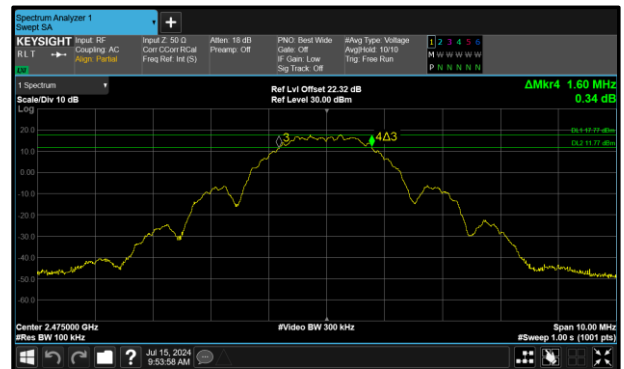 Spectrum Analyzer 1
Swept SA
+
KEYSIGHT
RLT
LW
Input: RF
Coupling: AC
Align: Partial
Input Z: 50 Ω
Corr CCorr RCal
Freq Ref: Int (S)
Atten: 18 dB
Preamp: Off
PNO: Best Wide
Gate: Off
IF Gain: Low
Sig Track: Off
#Avg Type: Voltage
Avg|Hold: 10/10
Trig: Free Run
1 2 3 4 5 6
M W W W W W
P N N N N N
1 Spectrum
Scale/Div 10 dB
Ref Lvl Offset 22.32 dB
Ref Level 30.00 dBm
ΔMkr4 1.60 MHz
0.34 dB
Log
20.0
10.0
0.00
-10.0
-20.0
-30.0
-40.0
-50.0
-60.0
3
4Δ3
DL1 17.77 dBm
DL2 11.77 dBm
Center 2.475000 GHz
#Res BW 100 kHz
#Video BW 300 kHz
Span 10.00 MHz
#Sweep 1.00 s (1001 pts)
?
Jul 15, 2024
9:53:58 AM